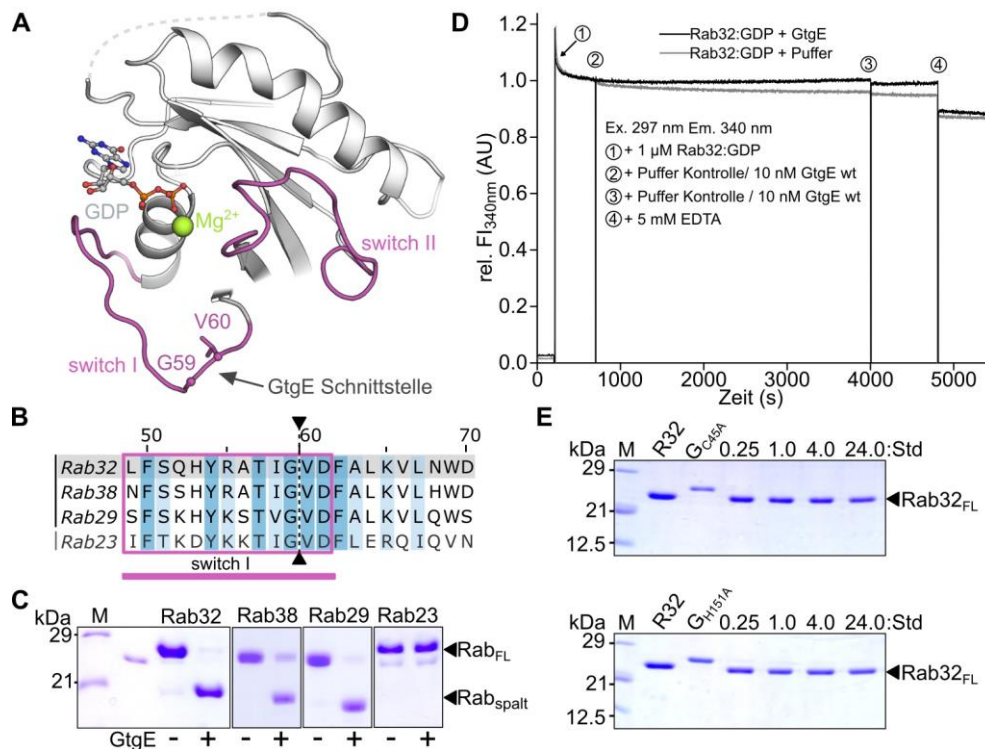 A
GDP
Mg²⁺
switch II
V60
switch I
G59
GtgE Schnittstelle
B
50 60 70
Rab32 LFSQHYRATIGVDFALKVLNWD
Rab38 NFSSHYRATIGVDFALKVLHWD
Rab29 SFSKHYKSTVGVDFALKVLQWS
Rab23 IFTKDYKKTIGVDFLERQIQVN
switch I
C
kDa M Rab32 Rab38 Rab29 Rab23
29
21
RabFL
Rabspalt
GtgE - + - + - + - +
D
rel. FI340nm (AU)
1.2
1.0
0.8
0.6
0.4
0.2
0.0
0 1000 2000 3000 4000 5000
Zeit (s)
Rab32:GDP + GtgE
Rab32:GDP + Puffer
① ② ③ ④
Ex. 297 nm Em. 340 nm
① + 1 µM Rab32:GDP
② + Puffer Kontrolle/ 10 nM GtgE wt
③ + Puffer Kontrolle / 10 nM GtgE wt
④ + 5 mM EDTA
E
kDa M R32 GC45A 0.25 1.0 4.0 24.0 :Std
29
21
12.5
Rab32FL
kDa M R32 GH151A 0.25 1.0 4.0 24.0 :Std
29
21
12.5
Rab32FL